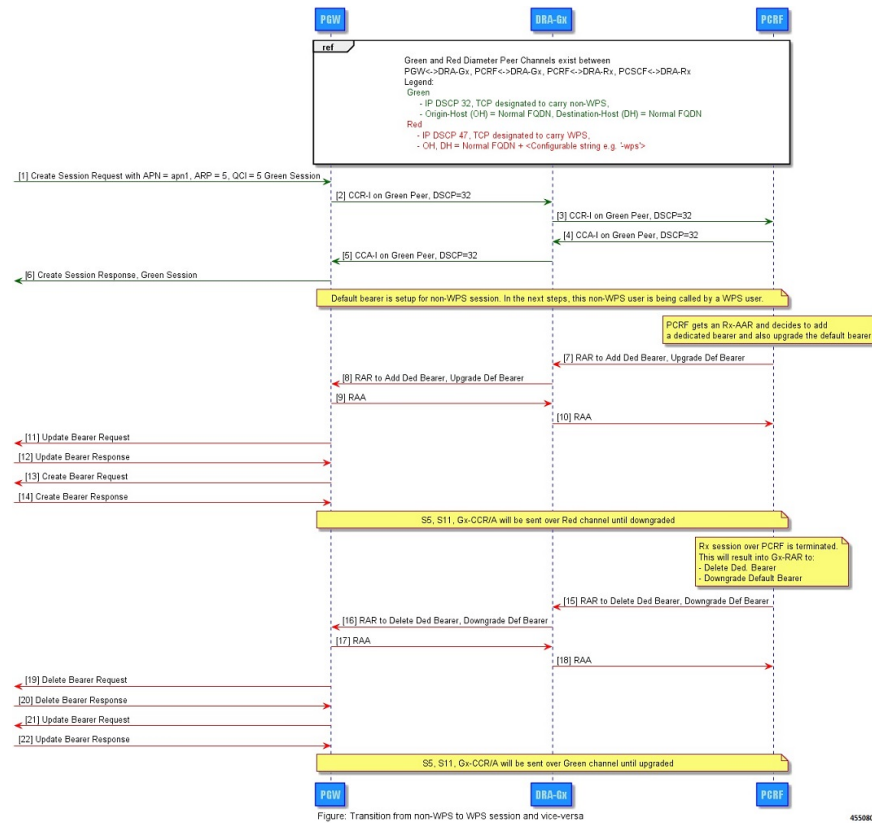 PGW
DRA-Gx
PCRF
ref
Green and Red Diameter Peer Channels exist between
PGW<->DRA-Gx, PCRF<->DRA-Gx, PCRF<->DRA-Rx, PCSCF<->DRA-Rx
Legend:
Green
- IP DSCP 32, TCP designated to carry non-WPS,
- Origin-Host (OH) = Normal FQDN, Destination-Host (DH) = Normal FQDN
Red
- IP DSCP 47, TCP designated to carry WPS,
- OH, DH = Normal FQDN + <Configurable string e.g. '-wps'>
[1] Create Session Request with APN = apn1, ARP = 5, QCI = 5 Green Session
[2] CCR-I on Green Peer, DSCP=32
[3] CCR-I on Green Peer, DSCP=32
[4] CCA-I on Green Peer, DSCP=32
[5] CCA-I on Green Peer, DSCP=32
[6] Create Session Response, Green Session
Default bearer is setup for non-WPS session. In the next steps, this non-WPS user is being called by a WPS user.
PCRF gets an Rx-AAR and decides to add
a dedicated bearer and also upgrade the default bearer
[7] RAR to Add Ded Bearer, Upgrade Def Bearer
[8] RAR to Add Ded Bearer, Upgrade Def Bearer
[9] RAA
[10] RAA
[11] Update Bearer Request
[12] Update Bearer Response
[13] Create Bearer Request
[14] Create Bearer Response
S5, S11, Gx-CCR/A will be sent over Red channel until downgraded
Rx session over PCRF is terminated.
This will result into Gx-RAR to:
- Delete Ded. Bearer
- Downgrade Default Bearer
[15] RAR to Delete Ded Bearer, Downgrade Def Bearer
[16] RAR to Delete Ded Bearer, Downgrade Def Bearer
[17] RAA
[18] RAA
[19] Delete Bearer Request
[20] Delete Bearer Response
[21] Update Bearer Request
[22] Update Bearer Response
S5, S11, Gx-CCR/A will be sent over Green channel until upgraded
PGW
DRA-Gx
PCRF
Figure: Transition from non-WPS to WPS session and vice-versa
455080